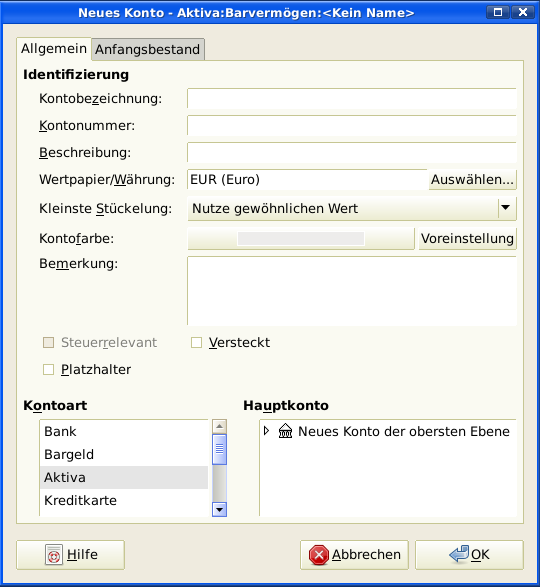 Neues Konto - Aktiva:Barvermögen:<Kein Name>
Allgemein Anfangsbestand
Identifizierung
Kontobezeichnung:
Kontonummer:
Beschreibung:
Wertpapier/Währung: EUR (Euro) Auswählen...
Kleinste Stückelung: Nutze gewöhnlichen Wert
Kontofarbe: Voreinstellung
Bemerkung:
Steuerrelevant Versteckt
Platzhalter
Kontoart Hauptkonto
Bank Neues Konto der obersten Ebene
Bargeld
Aktiva
Kreditkarte
Hilfe Abbrechen OK